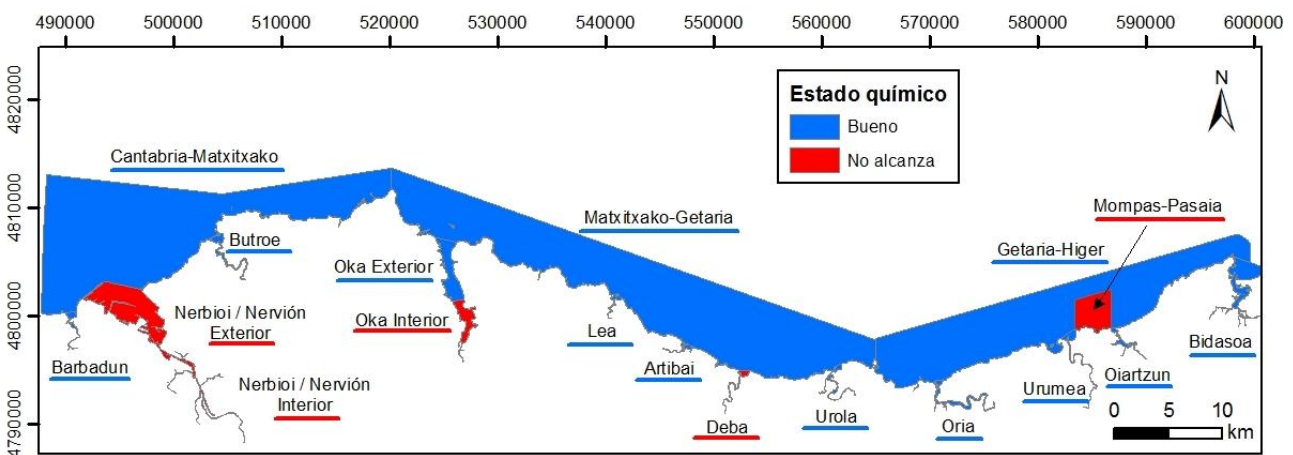 490000 500000 510000 520000 530000 540000 550000 560000 570000 580000 590000 600000
4820000
4810000
4800000
4790000
Estado químico
Bueno
No alcanza
N
Cantabria-Matxitxako
Matxitxako-Getaria
Mompas-Pasaia
Getaria-Higer
Butroe
Oka Exterior
Nerbioi / Nervión
Exterior
Oka Interior
Lea
Bidasoa
Barbadun
Artibai
Nerbioi / Nervión
Interior
Urumea
Oiartzun
Deba
Urola
Oria
0 5 10
km